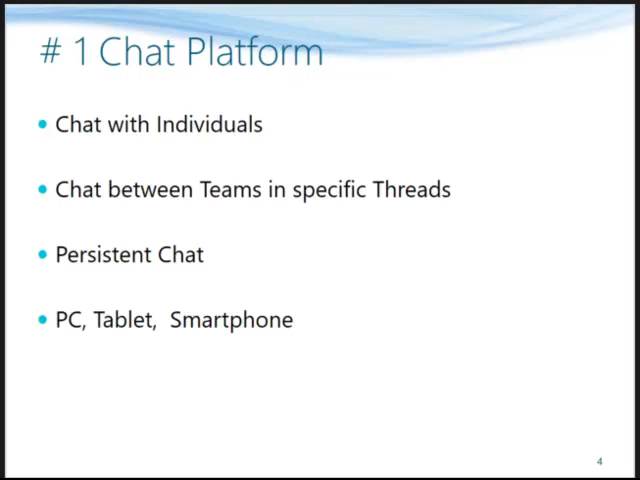 # 1 Chat Platform
• Chat with Individuals
• Chat between Teams in specific Threads
• Persistent Chat
• PC, Tablet,  Smartphone
4